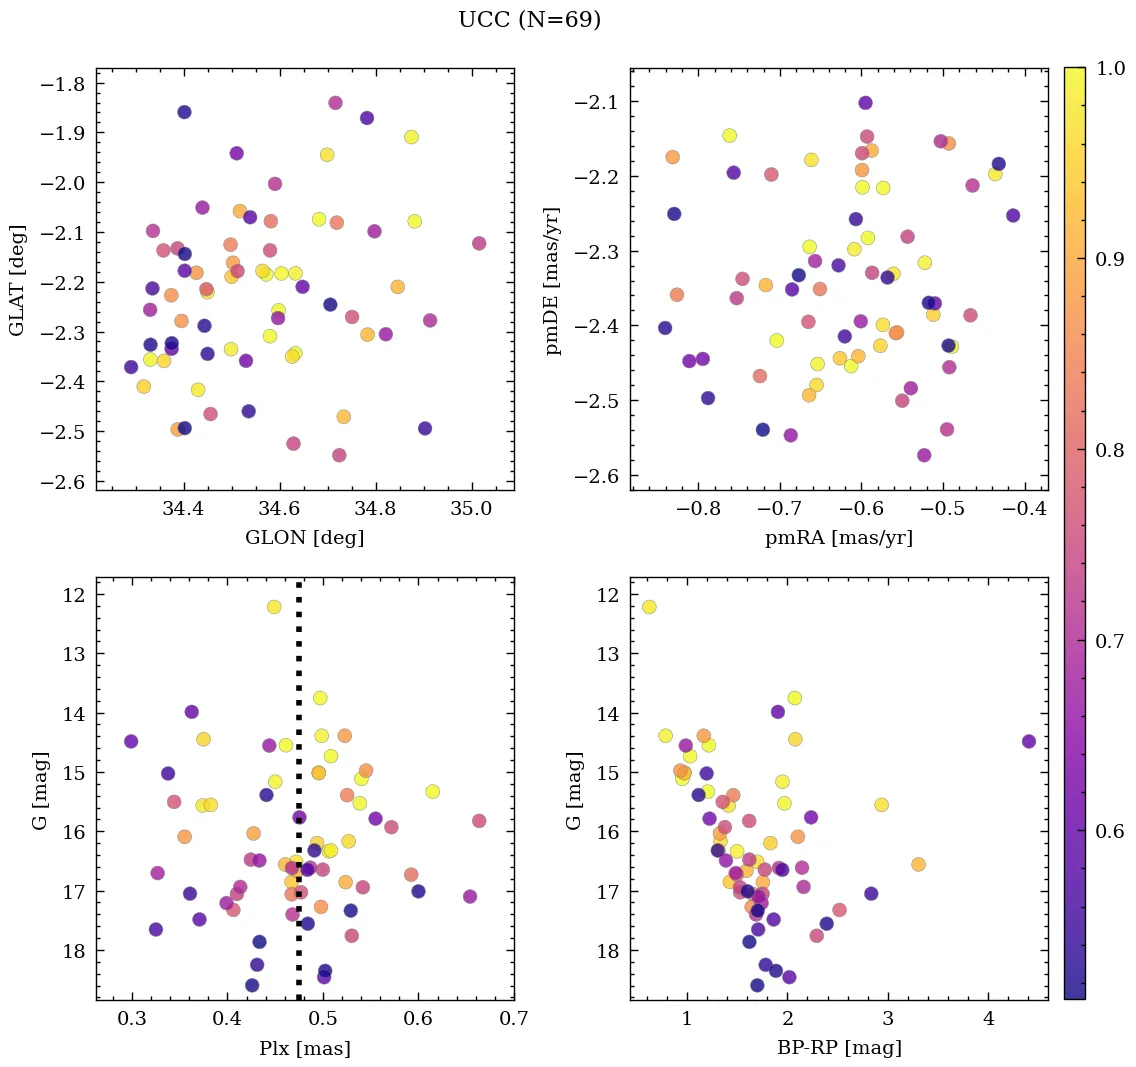 UCC (N=69)
−1.8
−1.9
−2.0
−2.1
−2.2
−2.3
−2.4
−2.5
−2.6
GLAT [deg]
34.4 34.6 34.8 35.0
GLON [deg]
−2.1
−2.2
−2.3
−2.4
−2.5
−2.6
pmDE [mas/yr]
−0.8 −0.7 −0.6 −0.5 −0.4
pmRA [mas/yr]
1.0
0.9
0.8
0.7
0.6
12
13
14
15
16
17
18
G [mag]
0.3 0.4 0.5 0.6 0.7
Plx [mas]
12
13
14
15
16
17
18
G [mag]
1 2 3 4
BP-RP [mag]